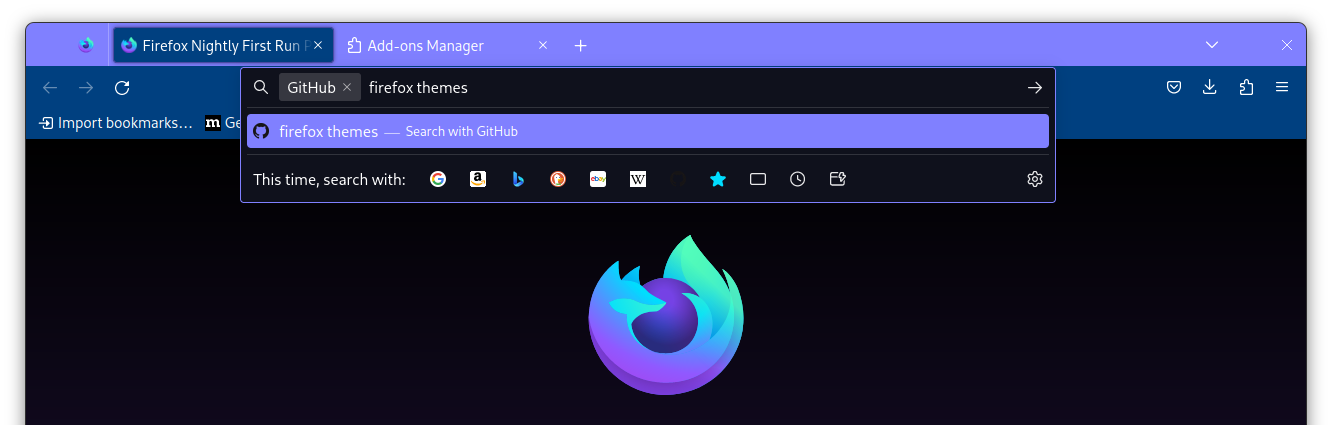 Firefox Nightly First Run
Add-ons Manager
GitHub firefox themes
Import bookmarks...
m Ge
firefox themes — Search with GitHub
This time, search with:
G a b ebay W